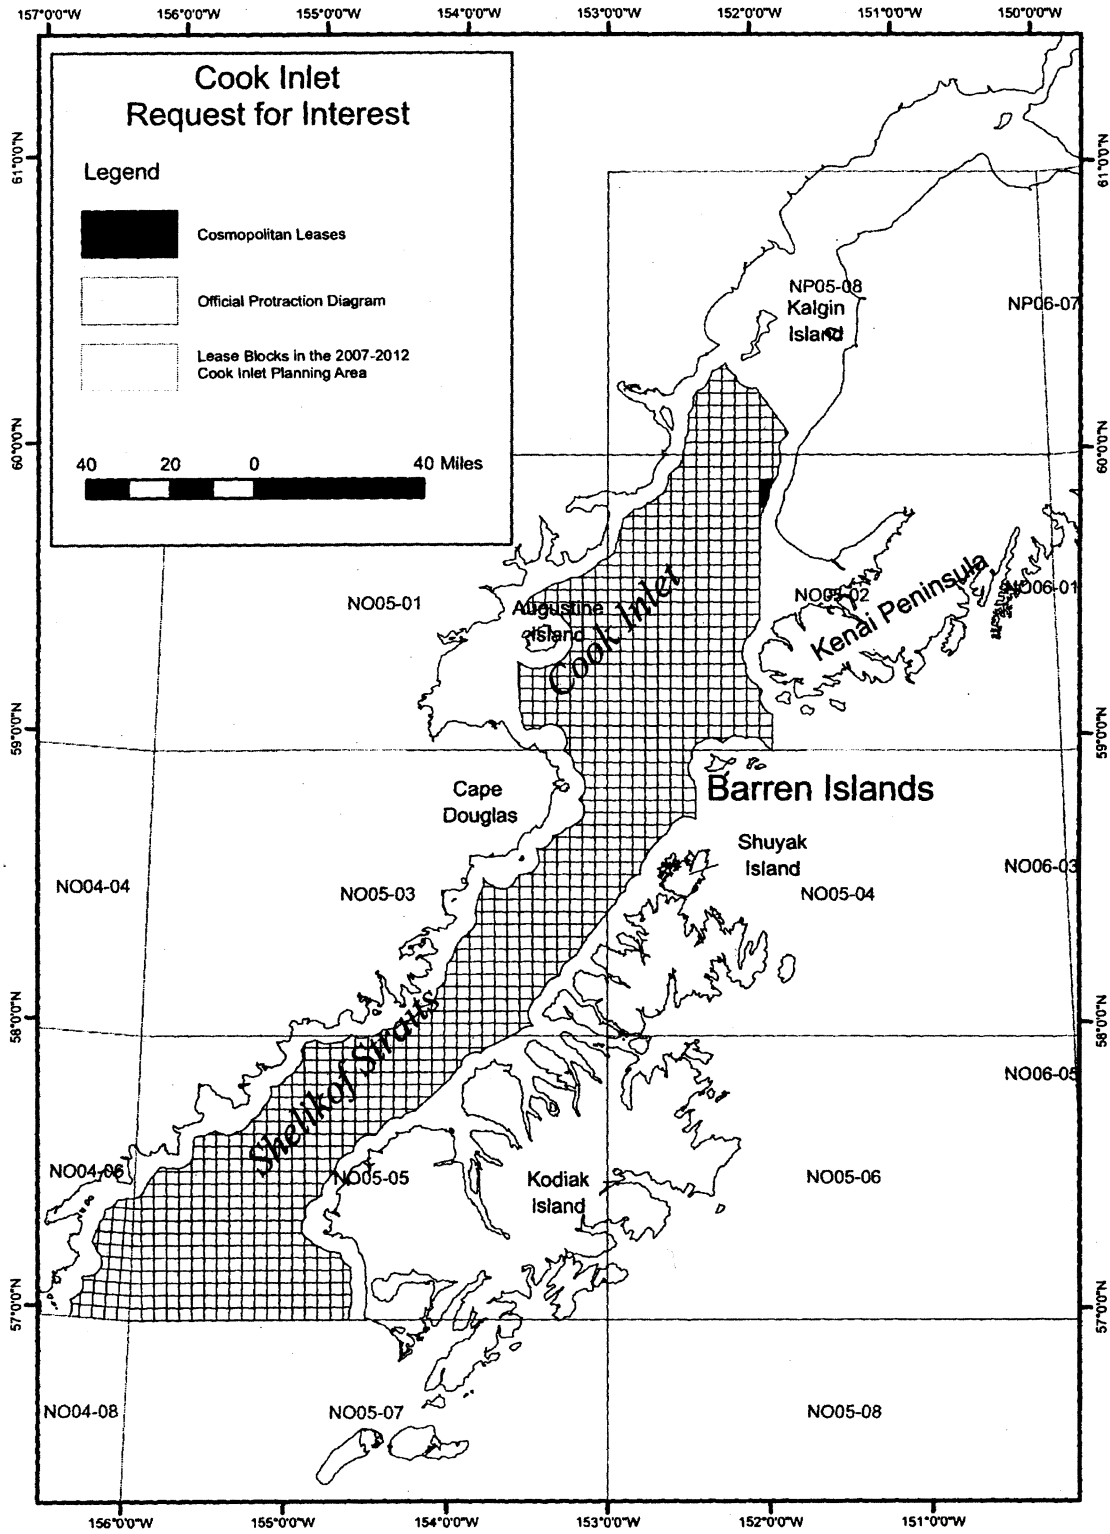 157°0'0"W 156°0'0"W 155°0'0"W 154°0'0"W 153°0'0"W 152°0'0"W 151°0'0"W 150°0'0"W
Cook Inlet
Request for Interest
Legend
Cosmopolitan Leases
Official Protraction Diagram
Lease Blocks in the 2007-2012
Cook Inlet Planning Area
40 20 0 40 Miles
61°0'0"N
61°0'0"N
NP05-08
Kalgin
Island
NP06-07
60°0'0"N
60°0'0"N
NO05-01
Augustine
Island
Cook Inlet
NO05-02
Kenai Peninsula
NO06-01
59°0'0"N
59°0'0"N
Cape
Douglas
Barren Islands
Shuyak
Island
NO04-04
NO05-03
NO05-04
NO06-03
58°0'0"N
58°0'0"N
Shelikof Straits
NO06-05
NO04-06
NO05-05
Kodiak
Island
NO05-06
57°0'0"N
57°0'0"N
NO04-08
NO05-07
NO05-08
156°0'0"W 155°0'0"W 154°0'0"W 153°0'0"W 152°0'0"W 151°0'0"W